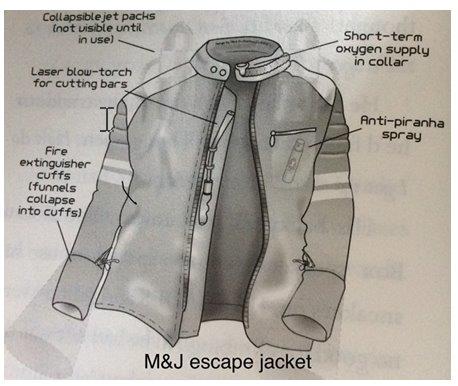 Collapsible jet packs
(not visible until
in use)
Short-term
oxygen supply
in collar
Laser blow-torch
for cutting bars
Anti-piranha
spray
Fire
extinguisher
cuffs
(funnels
collapse
into cuffs)
M&J escape jacket